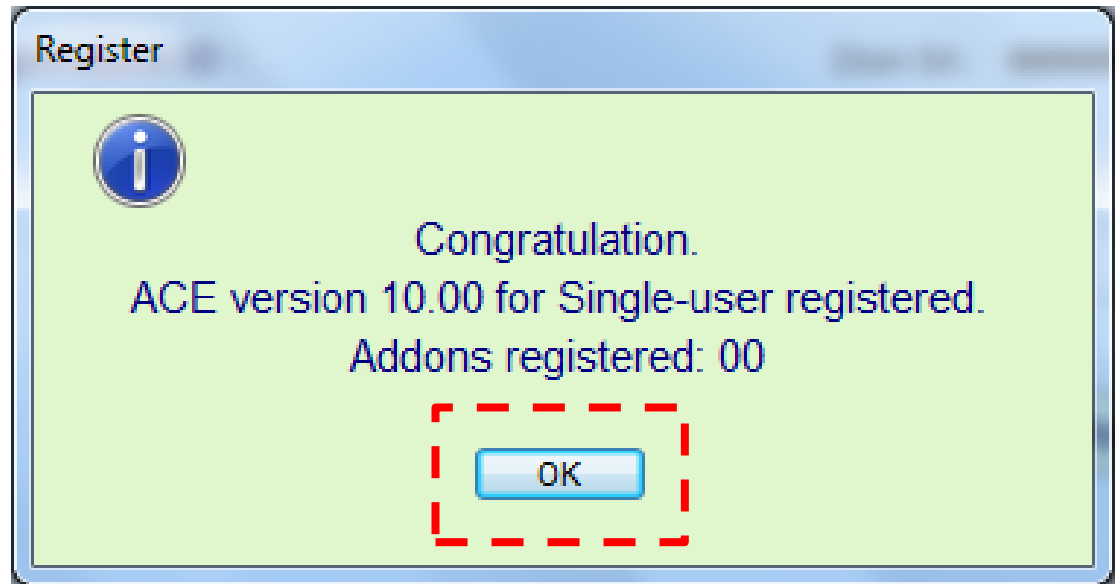 Register
Congratulation.
ACE version 10.00 for Single-user registered.
Addons registered: 00
OK